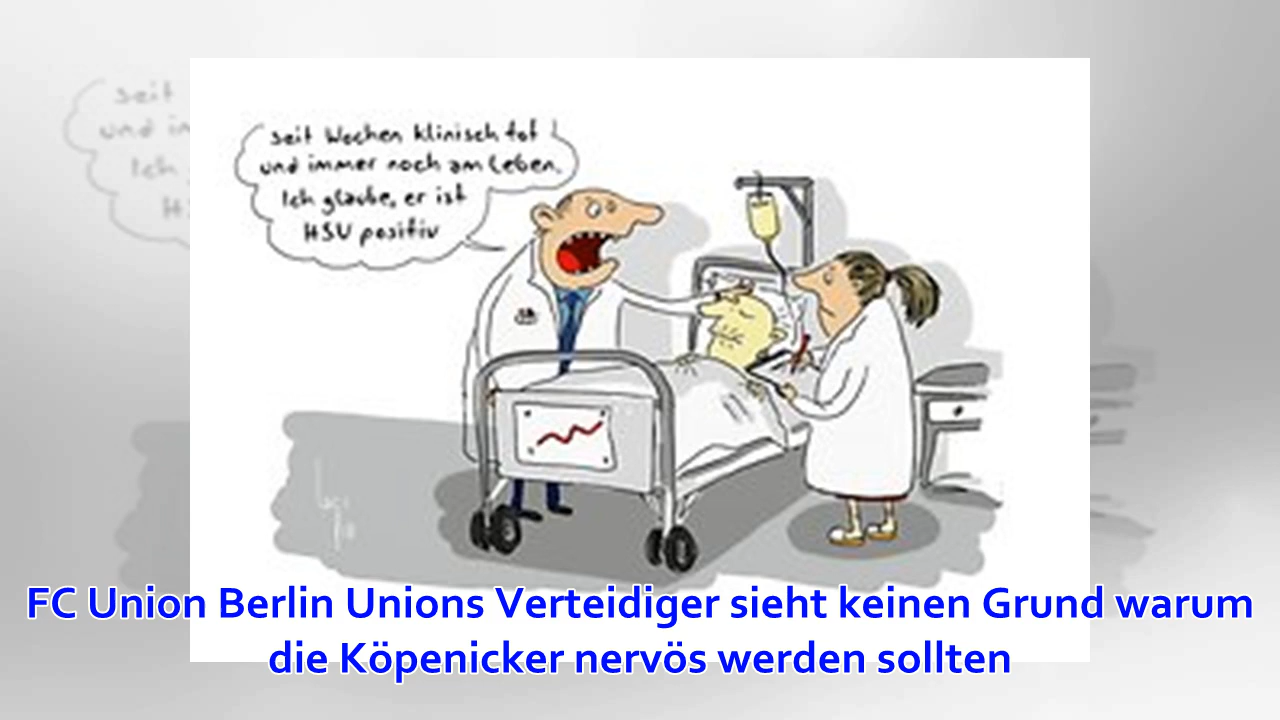 seit Wochen klinisch tot
und immer noch am Leben.
Ich glaube, er ist
HSV positiv
FC Union Berlin Unions Verteidiger sieht keinen Grund warum
die Köpenicker nervös werden sollten